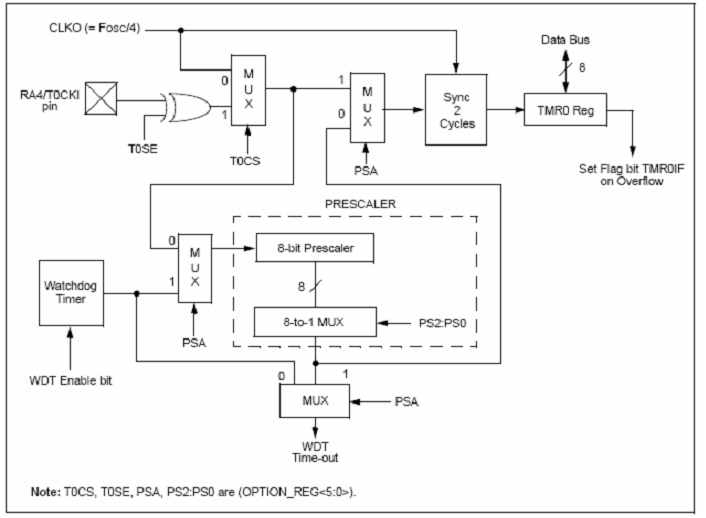 CLKO (= Fosc/4)
Data Bus
8
RA4/T0CKI
pin
0
1
M
U
X
1
0
M
U
X
Sync
2
Cycles
TMR0 Reg
T0SE
T0CS
PSA
Set Flag bit TMR0IF
on Overflow
PRESCALER
0
1
M
U
X
8-bit Prescaler
8
Watchdog
Timer
8-to-1 MUX
PS2:PS0
PSA
WDT Enable bit
0
1
MUX
PSA
WDT
Time-out
Note: T0CS, T0SE, PSA, PS2:PS0 are (OPTION_REG<5:0>).